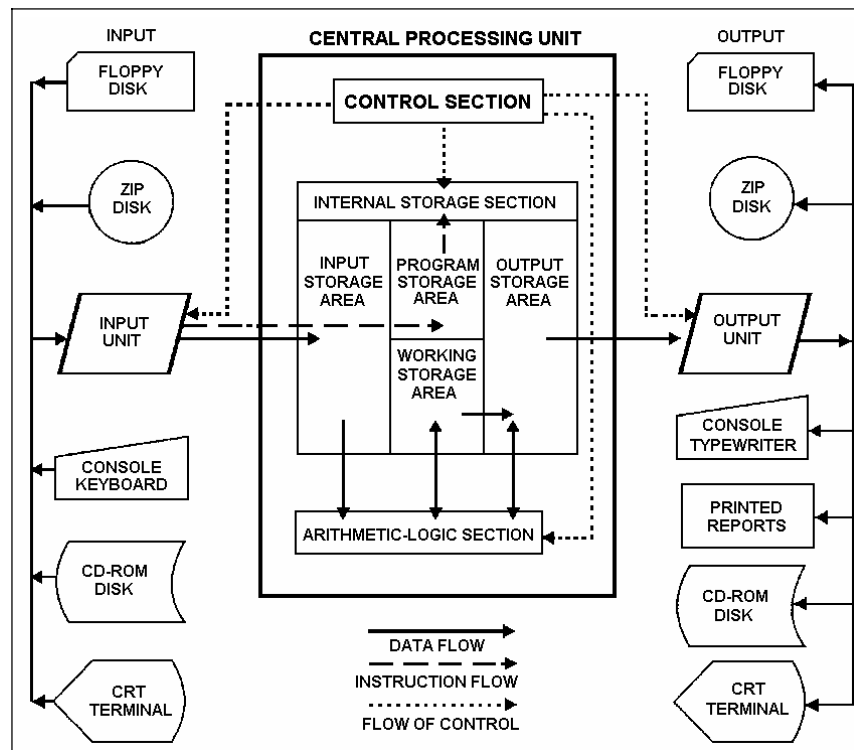 INPUT
FLOPPY
DISK
ZIP
DISK
INPUT
UNIT
CONSOLE
KEYBOARD
CD-ROM
DISK
CRT
TERMINAL
CENTRAL PROCESSING UNIT
CONTROL SECTION
INTERNAL STORAGE SECTION
INPUT
STORAGE
AREA
PROGRAM
STORAGE
AREA
WORKING
STORAGE
AREA
OUTPUT
STORAGE
AREA
ARITHMETIC-LOGIC SECTION
DATA FLOW
INSTRUCTION FLOW
FLOW OF CONTROL
OUTPUT
FLOPPY
DISK
ZIP
DISK
OUTPUT
UNIT
CONSOLE
TYPEWRITER
PRINTED
REPORTS
CD-ROM
DISK
CRT
TERMINAL